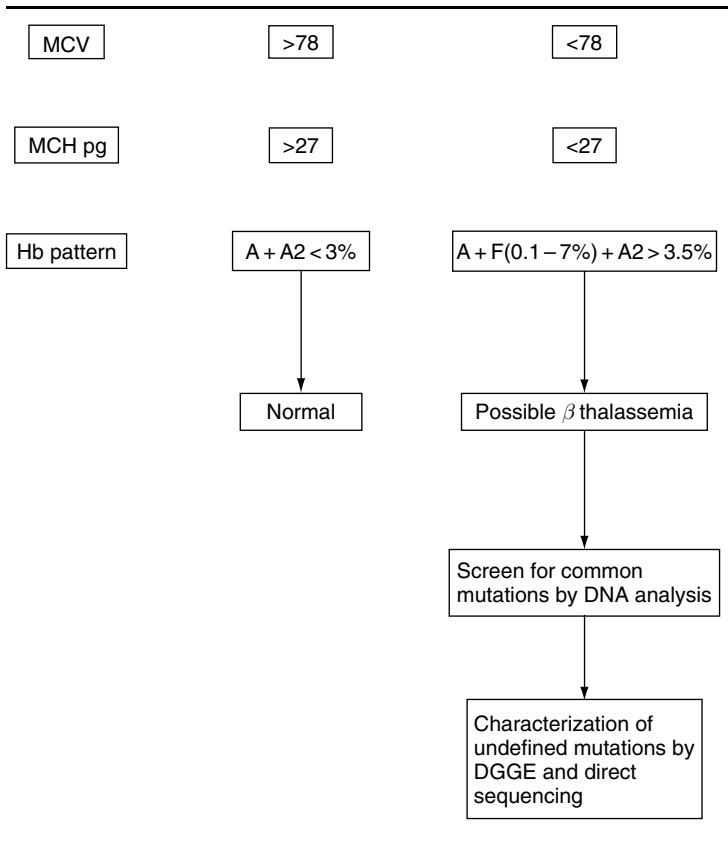 MCV >78 <78
MCH pg >27 <27
Hb pattern A + A2 < 3% A + F(0.1 – 7%) + A2 > 3.5%
Normal Possible β thalassemia
Screen for common
mutations by DNA analysis
Characterization of
undefined mutations by
DGGE and direct
sequencing